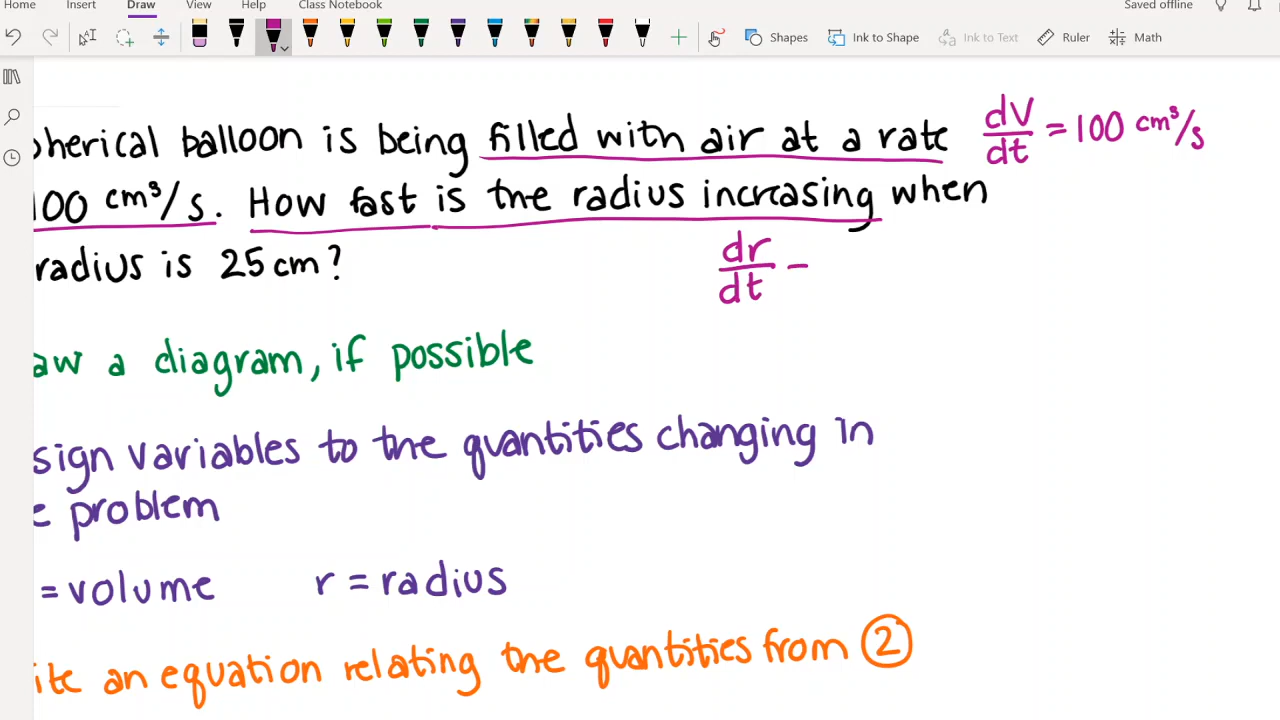 Home Insert Draw View Class Notebook Saved offline
Shapes Ink to Shape Ink to Text Ruler Math
pherical balloon is being filled with air at a rate dV/dt = 100 cm³/s
100 cm³/s. How fast is the radius increasing when
radius is 25 cm?
dr/dt -
aw a diagram, if possible
sign variables to the quantities changing in
e problem
= volume r = radius
ite an equation relating the quantities from ②